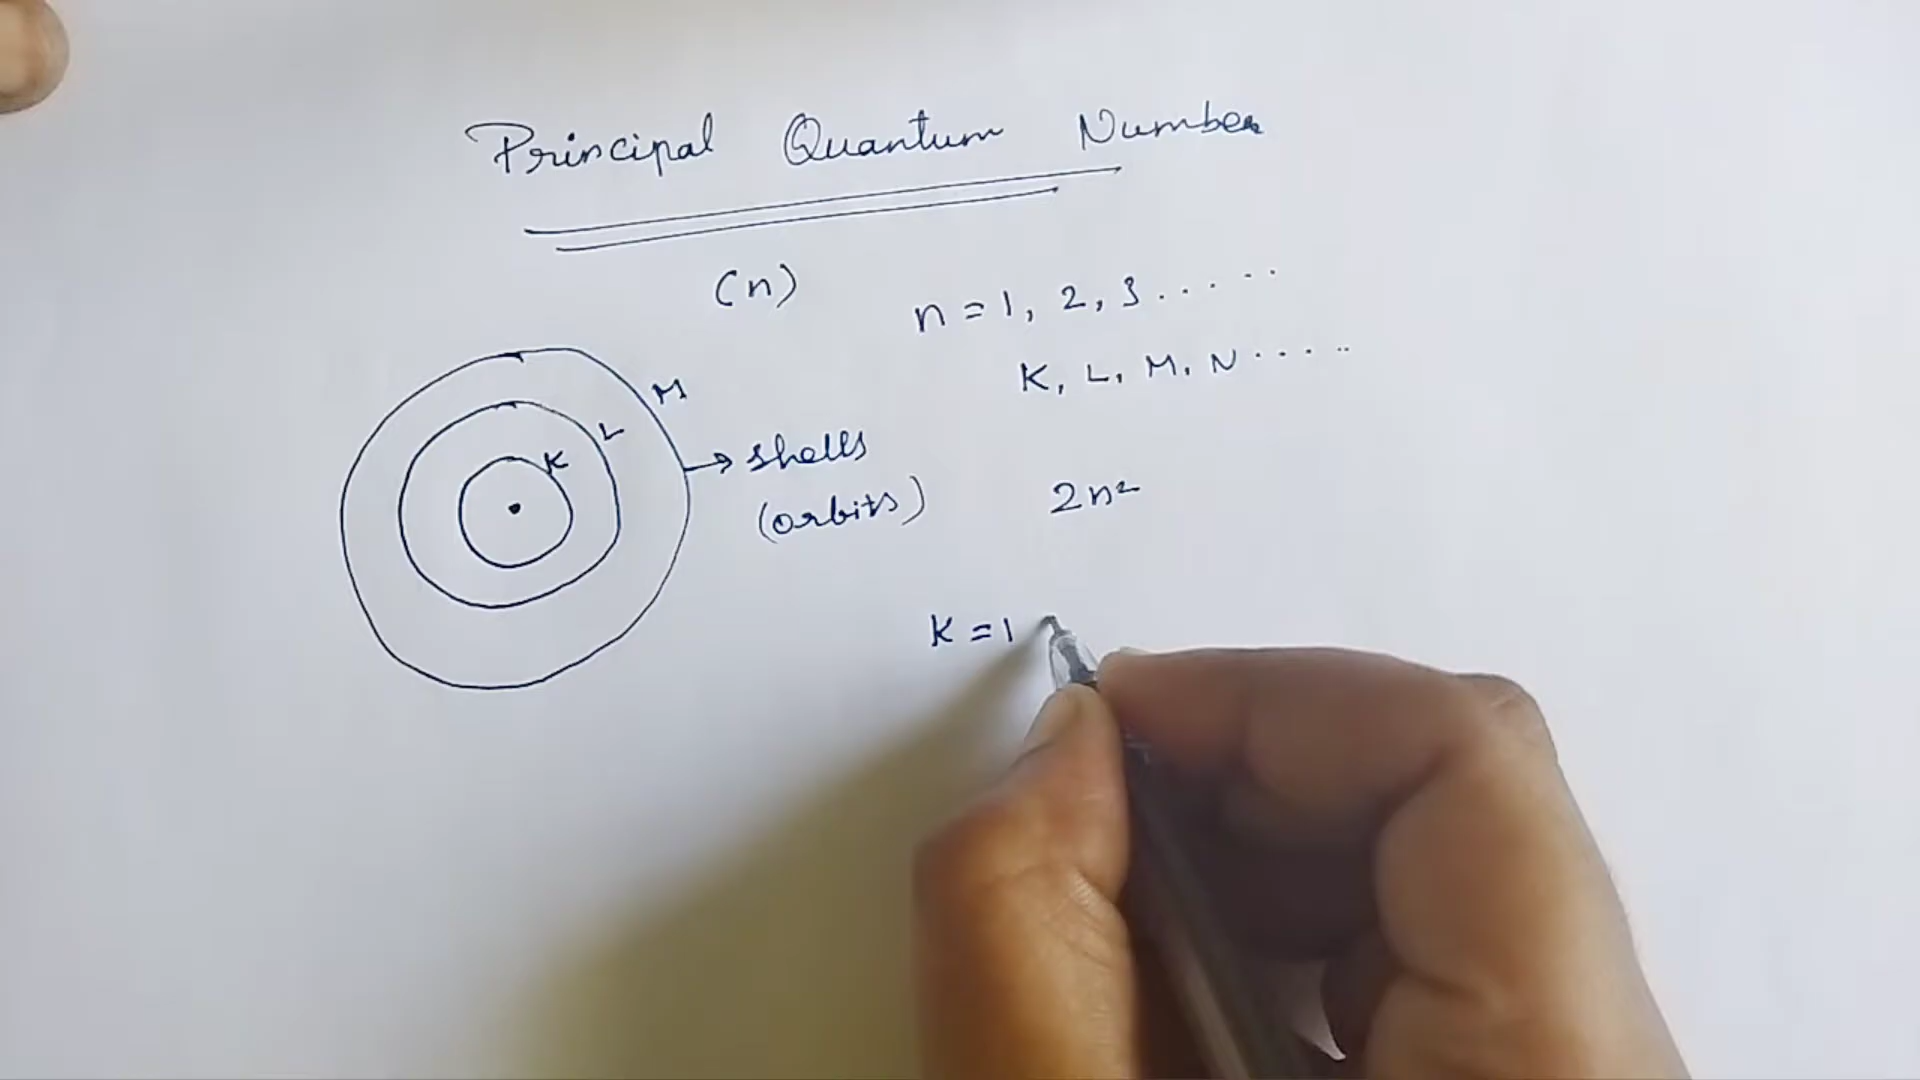 Principal Quantum Number
(n)
n = 1, 2, 3 . . . . . .
K, L, M, N . . . . . .
M
L
K
→ shells
(orbits)
2n²
K = 1